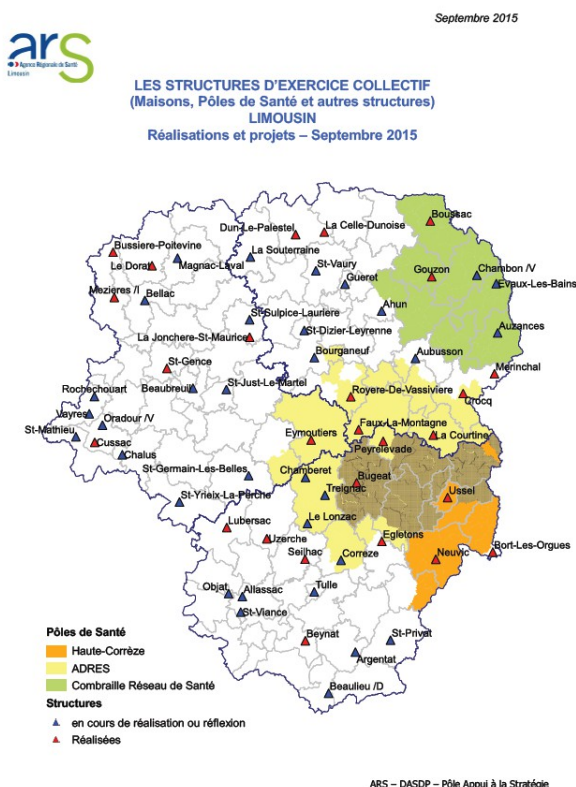 Septembre 2015
ars
Agence Régionale de Santé
Limousin
LES STRUCTURES D'EXERCICE COLLECTIF
(Maisons, Pôles de Santé et autres structures)
LIMOUSIN
Réalisations et projets – Septembre 2015
Boussac
Dun-Le-Palestel
La Celle-Dunoise
Bussiere-Poitevine
La Souterraine
Le Dorat
Magnac-Laval
St-Vaury
Gouzon
Chambon /V
Gueret
Evaux-Les-Bains
Mezieres /I
Bellac
Ahun
St-Sulpice-Lauriere
St-Dizier-Leyrenne
Auzances
La Jonchere-St-Maurice
Bourganeuf
Aubusson
St-Gence
Merinchal
Rochechouart
Beaubreuil
St-Just-Le-Martel
Royere-De-Vassiviere
Crocq
Vayres
Oradour /V
St-Mathieu
Faux-La-Montagne
La Courtine
Cussac
Eymoutiers
Peyrelevade
Chalus
St-Germain-Les-Belles
Chamberet
Bugeat
Treignac
Ussel
St-Yrieix-La-Perche
Lubersac
Le Lonzac
Uzerche
Egletons
Seilhac
Correze
Neuvic
Bort-Les-Orgues
Objat
Allassac
Tulle
St-Viance
Beynat
St-Privat
Argentat
Beaulieu /D
Pôles de Santé
Haute-Corrèze
ADRES
Combraille Réseau de Santé
Structures
en cours de réalisation ou réflexion
Réalisées
ARS – DASDP – Pôle Appui à la Stratégie